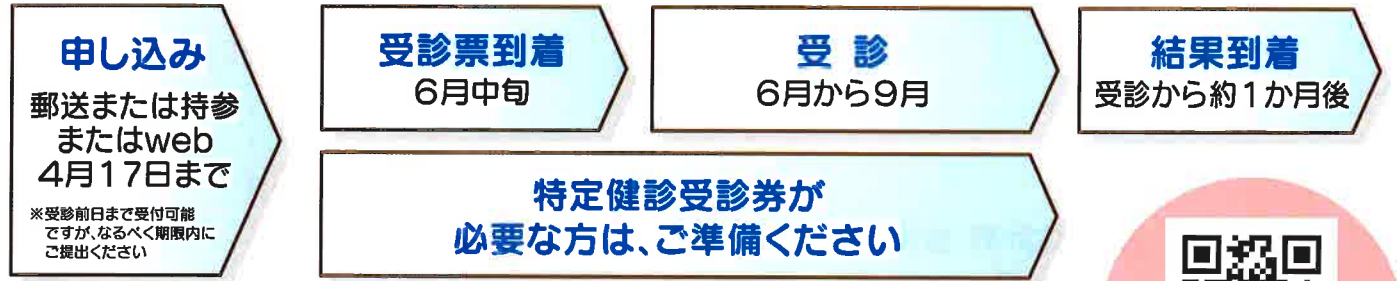 申し込み
郵送または持参
またはweb
4月17日まで
※受診前日まで受付可能
ですが、なるべく期限内に
ご提出ください
受診票到着
6月中旬
受 診
6月から9月
結果到着
受診から約1か月後
特定健診受診券が
必要な方は、ご準備ください